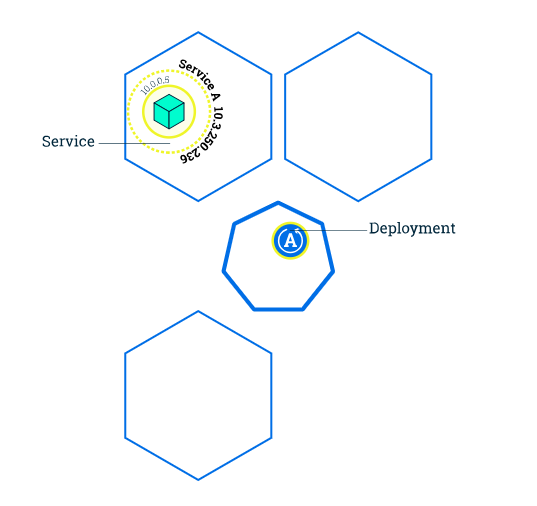 Service A 10.3.250.236
10.0.0.5
Service
Deployment
A